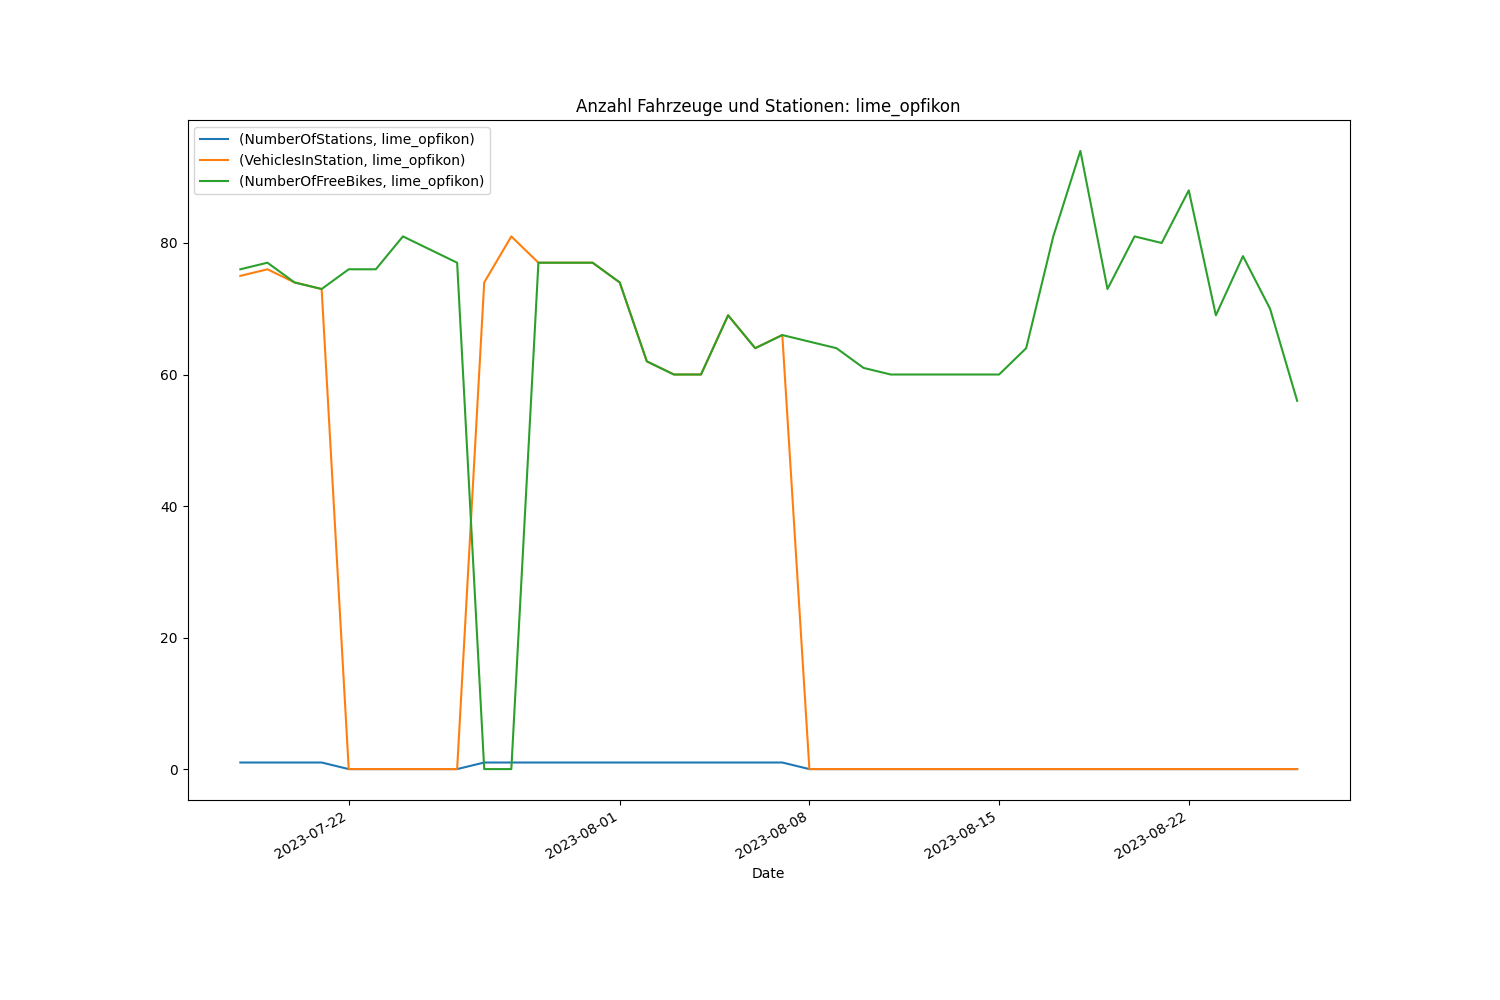 Anzahl Fahrzeuge und Stationen: lime_opfikon
(NumberOfStations, lime_opfikon)
(VehiclesInStation, lime_opfikon)
(NumberOfFreeBikes, lime_opfikon)
80
60
40
20
0
2023-07-22
2023-08-01
2023-08-08
2023-08-15
2023-08-22
Date